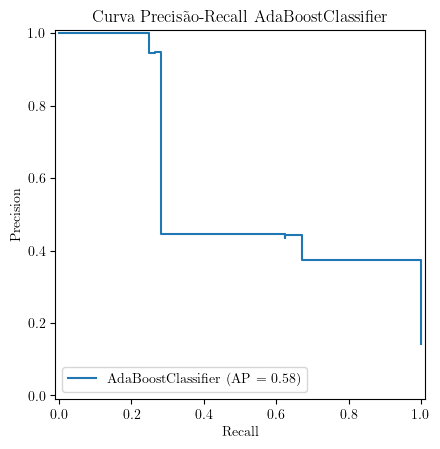 Curva Precisão-Recall AdaBoostClassifier
1.0
0.8
0.6
0.4
0.2
0.0
Precision
AdaBoostClassifier (AP = 0.58)
0.0 0.2 0.4 0.6 0.8 1.0
Recall